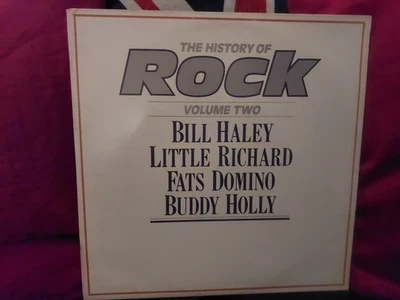 THE HISTORY OF
Rock
VOLUME TWO
BILL HALEY
LITTLE RICHARD
FATS DOMINO
BUDDY HOLLY